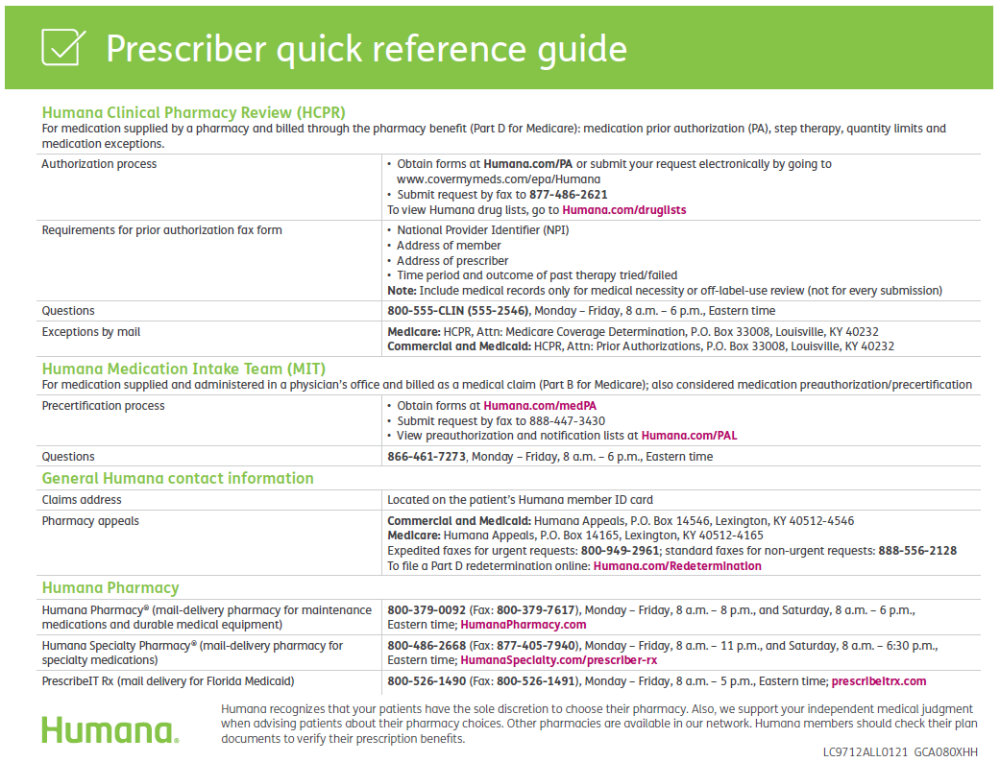 Prescriber quick reference guide
Humana Clinical Pharmacy Review (HCPR)
For medication supplied by a pharmacy and billed through the pharmacy benefit (Part D for Medicare): medication prior authorization (PA), step therapy, quantity limits and
medication exceptions.
Authorization process
• Obtain forms at Humana.com/PA or submit your request electronically by going to
www.covermymeds.com/epa/Humana
• Submit request by fax to 877-486-2621
To view Humana drug lists, go to Humana.com/druglists
Requirements for prior authorization fax form
• National Provider Identifier (NPI)
• Address of member
• Address of prescriber
• Time period and outcome of past therapy tried/failed
Note: Include medical records only for medical necessity or off-label-use review (not for every submission)
Questions
800-555-CLIN (555-2546), Monday – Friday, 8 a.m. – 6 p.m., Eastern time
Exceptions by mail
Medicare: HCPR, Attn: Medicare Coverage Determination, P.O. Box 33008, Louisville, KY 40232
Commercial and Medicaid: HCPR, Attn: Prior Authorizations, P.O. Box 33008, Louisville, KY 40232
Humana Medication Intake Team (MIT)
For medication supplied and administered in a physician's office and billed as a medical claim (Part B for Medicare); also considered medication preauthorization/precertification
Precertification process
• Obtain forms at Humana.com/medPA
• Submit request by fax to 888-447-3430
• View preauthorization and notification lists at Humana.com/PAL
Questions
866-461-7273, Monday – Friday, 8 a.m. – 6 p.m., Eastern time
General Humana contact information
Claims address
Located on the patient's Humana member ID card
Pharmacy appeals
Commercial and Medicaid: Humana Appeals, P.O. Box 14546, Lexington, KY 40512-4546
Medicare: Humana Appeals, P.O. Box 14165, Lexington, KY 40512-4165
Expedited faxes for urgent requests: 800-949-2961; standard faxes for non-urgent requests: 888-556-2128
To file a Part D redetermination online: Humana.com/Redetermination
Humana Pharmacy
Humana Pharmacy® (mail-delivery pharmacy for maintenance
medications and durable medical equipment)
800-379-0092 (Fax: 800-379-7617), Monday – Friday, 8 a.m. – 8 p.m., and Saturday, 8 a.m. – 6 p.m.,
Eastern time; HumanaPharmacy.com
Humana Specialty Pharmacy® (mail-delivery pharmacy for
specialty medications)
800-486-2668 (Fax: 877-405-7940), Monday – Friday, 8 a.m. – 11 p.m., and Saturday, 8 a.m. – 6:30 p.m.,
Eastern time; HumanaSpecialty.com/prescriber-rx
PrescribeIT Rx (mail delivery for Florida Medicaid)
800-526-1490 (Fax: 800-526-1491), Monday – Friday, 8 a.m. – 5 p.m., Eastern time; prescribeitrx.com
Humana®
Humana recognizes that your patients have the sole discretion to choose their pharmacy. Also, we support your independent medical judgment
when advising patients about their pharmacy choices. Other pharmacies are available in our network. Humana members should check their plan
documents to verify their prescription benefits.
LC9712ALL0121 GCA080XHH